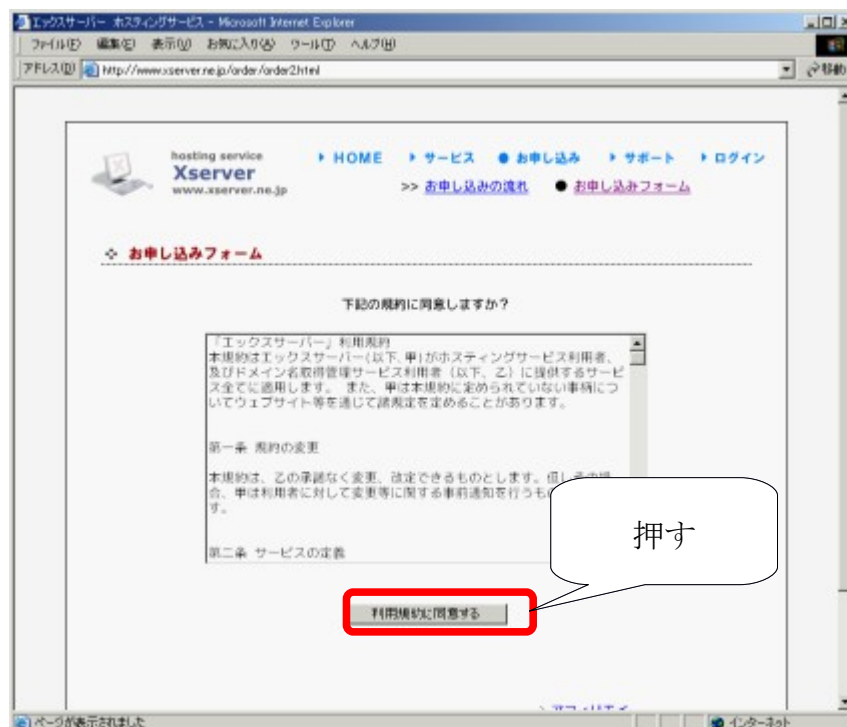 エックスサーバー ホスティングサービス - Microsoft Internet Explorer
ファイル(F) 編集(E) 表示(V) お気に入り(A) ツール(T) ヘルプ(H)
アドレス(D) http://www.xserver.ne.jp/order/order2.html 移動
hosting service
Xserver
www.xserver.ne.jp
HOME サービス お申し込み サポート ログイン
>> お申し込みの流れ ● お申し込みフォーム
お申し込みフォーム
下記の規約に同意しますか？
「エックスサーバー」利用規約
本規約はエックスサーバー(以下、甲)がホスティングサービス利用者、
及びドメイン名取得管理サービス利用者（以下、乙）に提供するサービ
ス全てに適用します。 また、甲は本規約に定められていない事柄につ
いてウェブサイト等を通じて諸規定を定めることがあります。
第一条 規約の変更
本規約は、乙の承諾なく変更、改定できるものとします。但しその場
合、甲は利用者に対して変更等に関する事前通知を行うもの
す。
第二条 サービスの定義
押す
利用規約に同意する
ページが表示されました インターネット